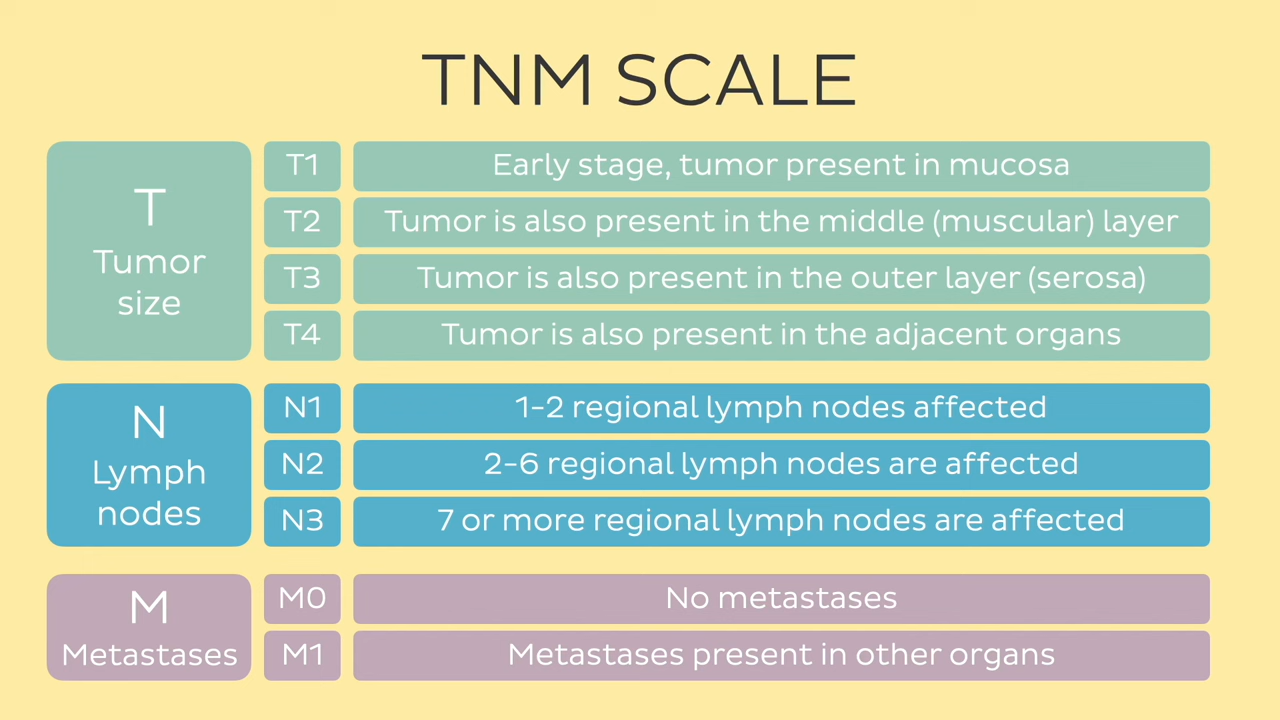 TNM SCALE
T
Tumor
size
T1
Early stage, tumor present in mucosa
T2
Tumor is also present in the middle (muscular) layer
T3
Tumor is also present in the outer layer (serosa)
T4
Tumor is also present in the adjacent organs
N
Lymph
nodes
N1
1-2 regional lymph nodes affected
N2
2-6 regional lymph nodes are affected
N3
7 or more regional lymph nodes are affected
M
Metastases
M0
No metastases
M1
Metastases present in other organs